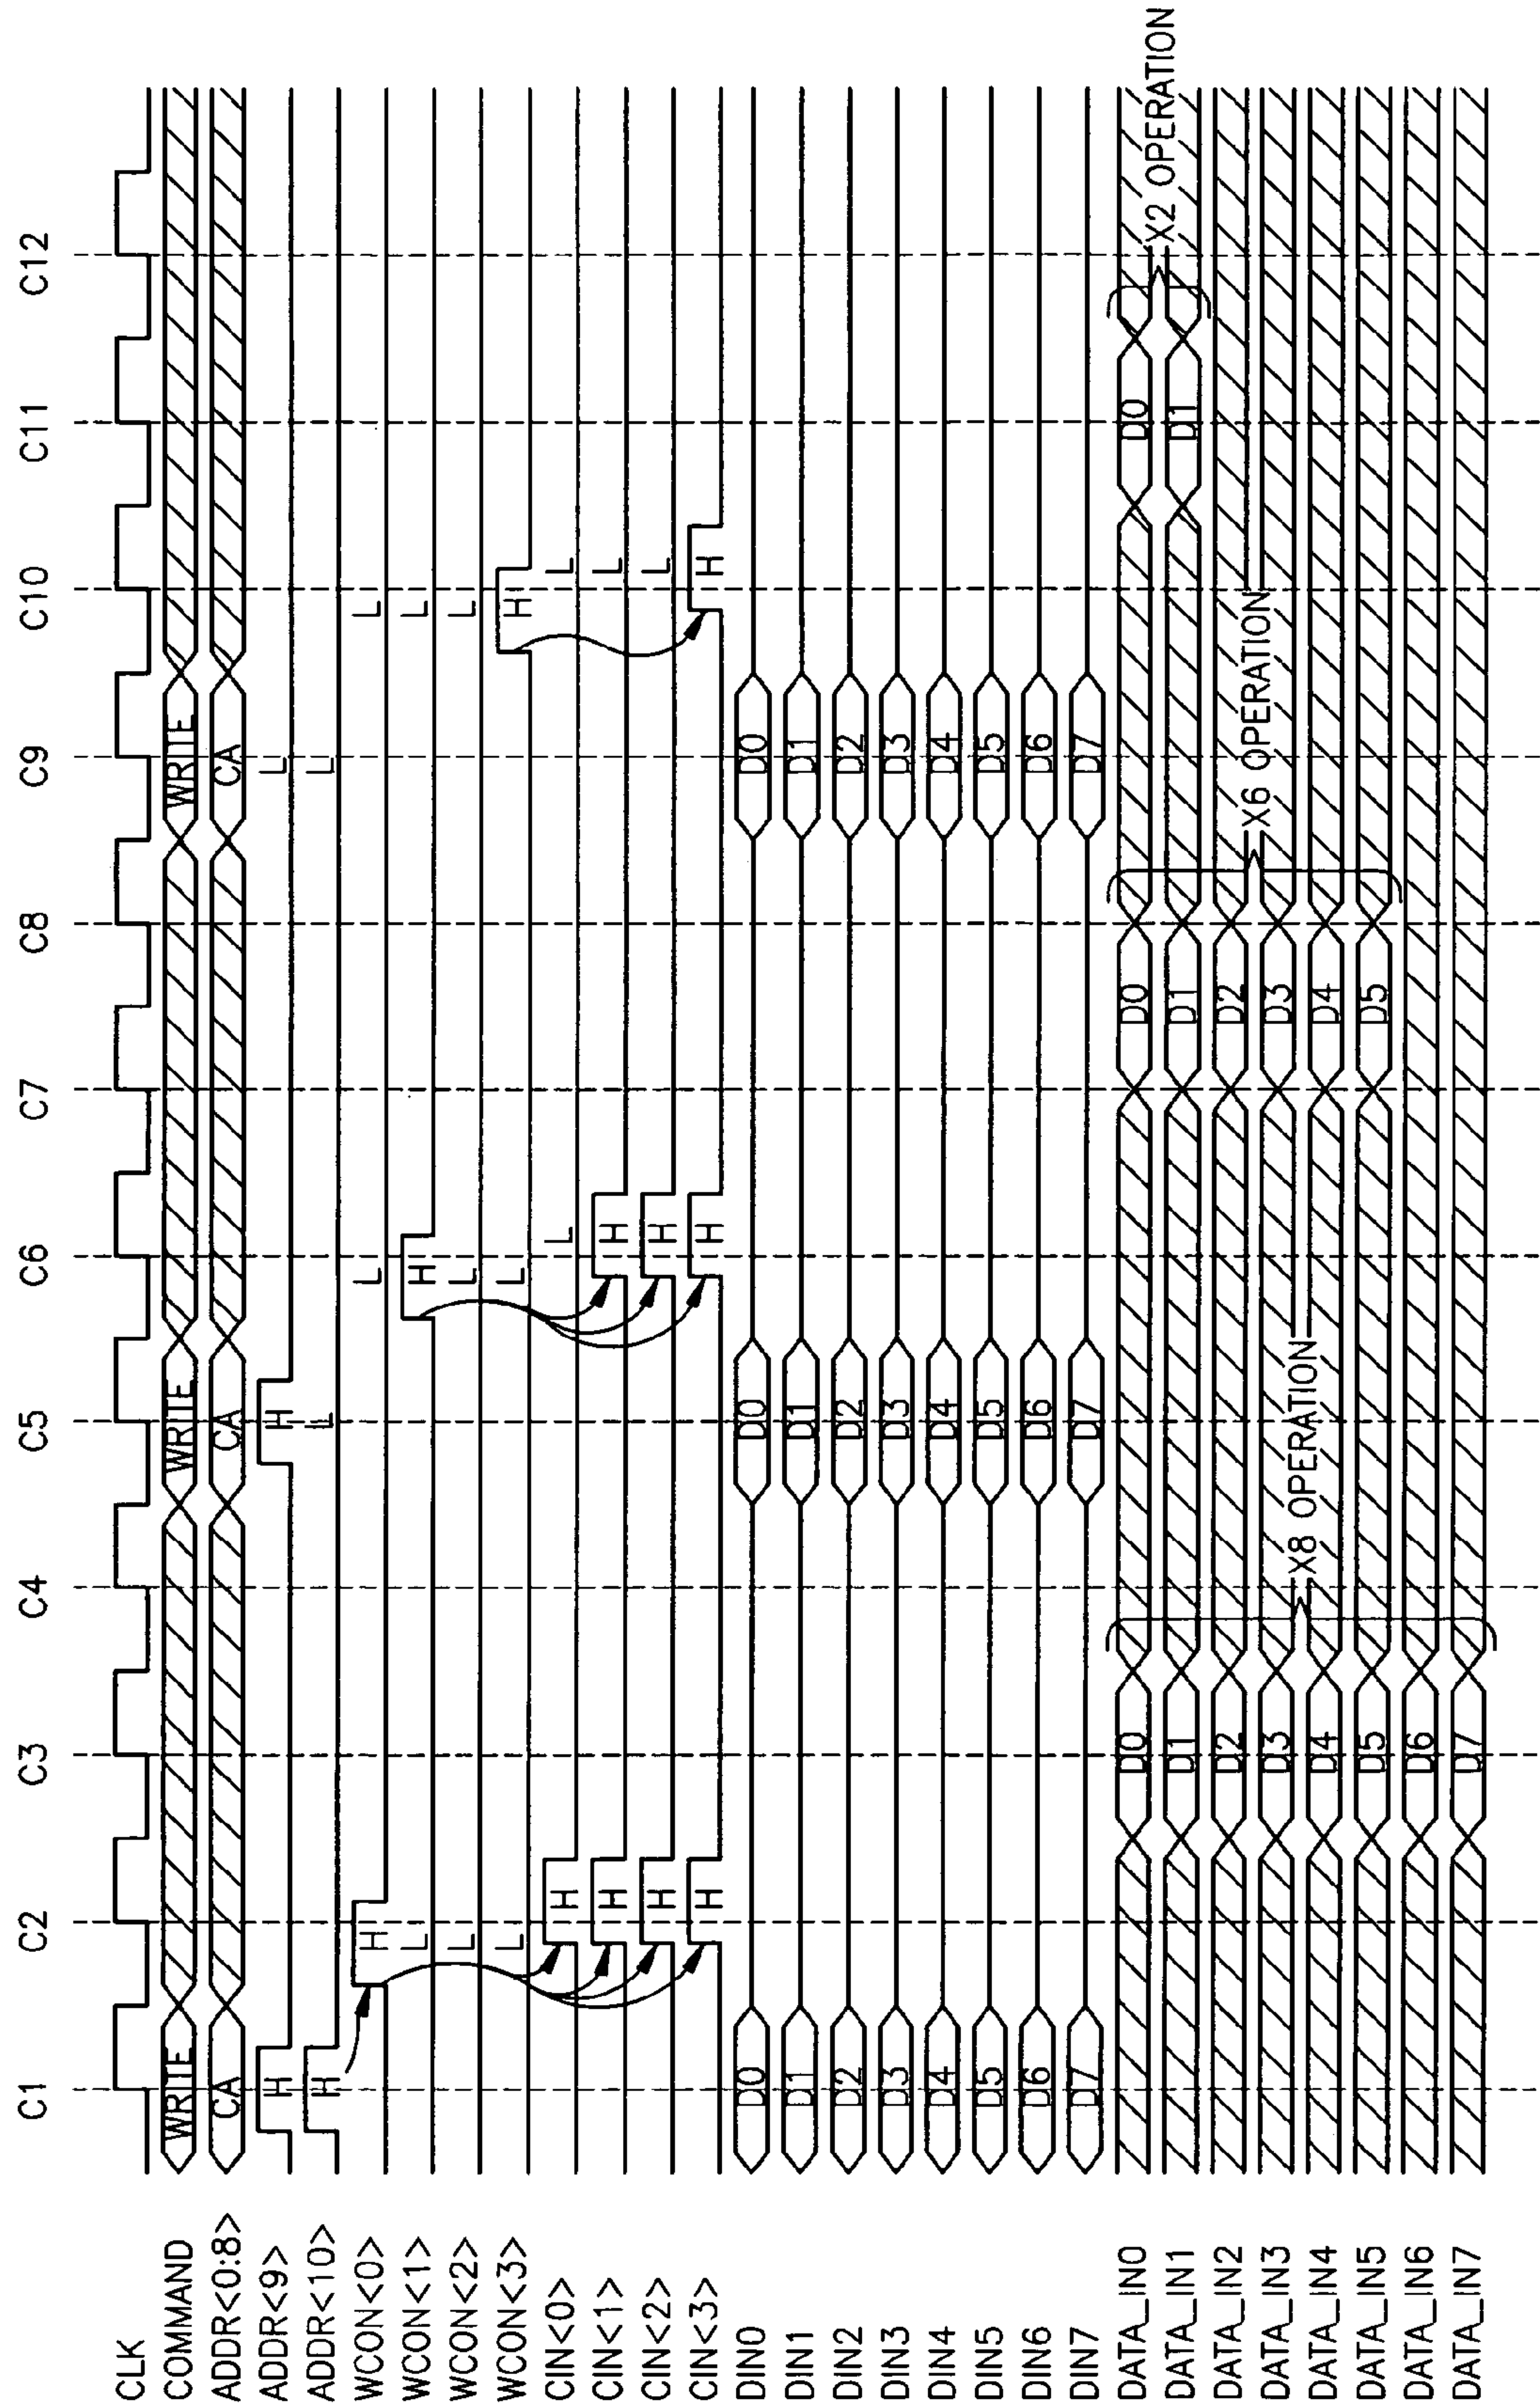 C1 C2 C3 C4 C5 C6 C7 C8 C9 C10 C11 C12
CLK
COMMAND WRITE WRITE WRITE
ADDR<0:8> CA CA CA
ADDR<9> H H L
ADDR<10> H L L
WCON<0> H L L
WCON<1> L H L
WCON<2> L L L
WCON<3> L L H
CIN<0> H L L
CIN<1> H H L
CIN<2> H H L
CIN<3> H H H
DIN0 D0 D0 D0
DIN1 D1 D1 D1
DIN2 D2 D2 D2
DIN3 D3 D3 D3
DIN4 D4 D4 D4
DIN5 D5 D5 D5
DIN6 D6 D6 D6
DIN7 D7 D7 D7
DATA_IN0 D0 D0 D0
X2 OPERATION
DATA_IN1 D1 D1 D1
DATA_IN2 D2 D2
X6 OPERATION
DATA_IN3 D3 D3
X8 OPERATION
DATA_IN4 D4 D4
DATA_IN5 D5 D5
DATA_IN6 D6
DATA_IN7 D7